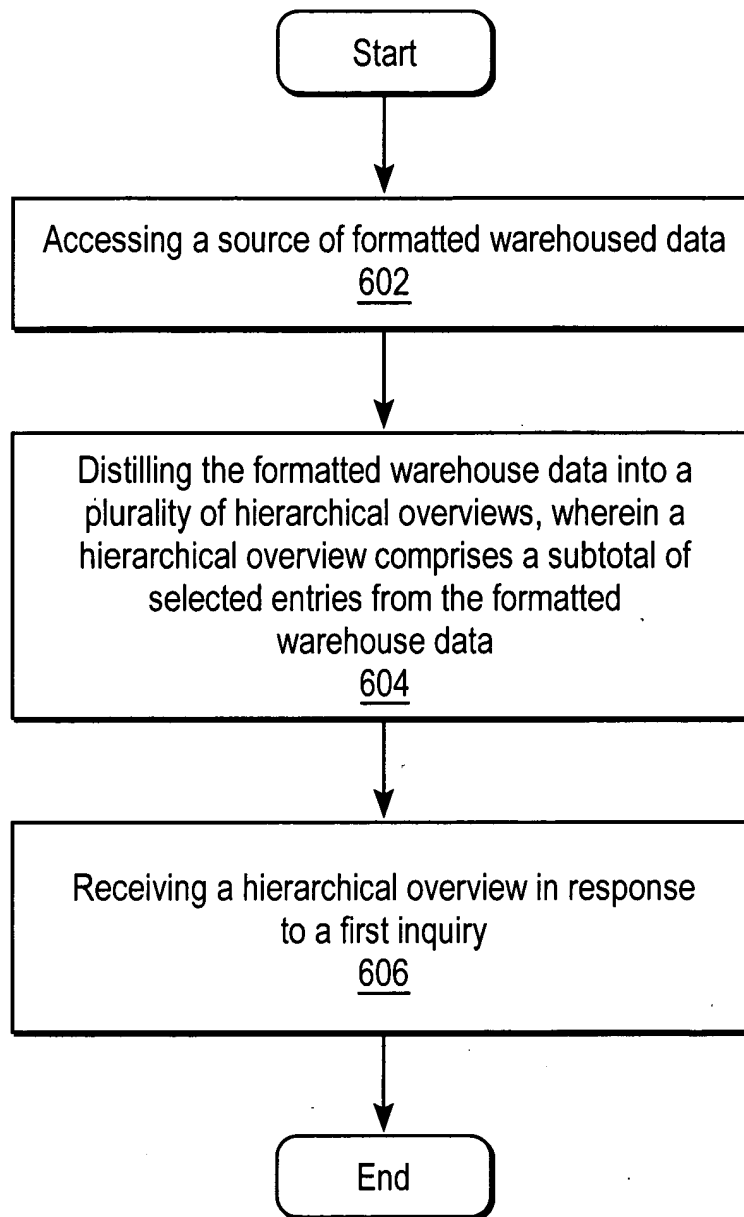 Start
Accessing a source of formatted warehoused data
602
Distilling the formatted warehouse data into a
plurality of hierarchical overviews, wherein a
hierarchical overview comprises a subtotal of
selected entries from the formatted
warehouse data
604
Receiving a hierarchical overview in response
to a first inquiry
606
End